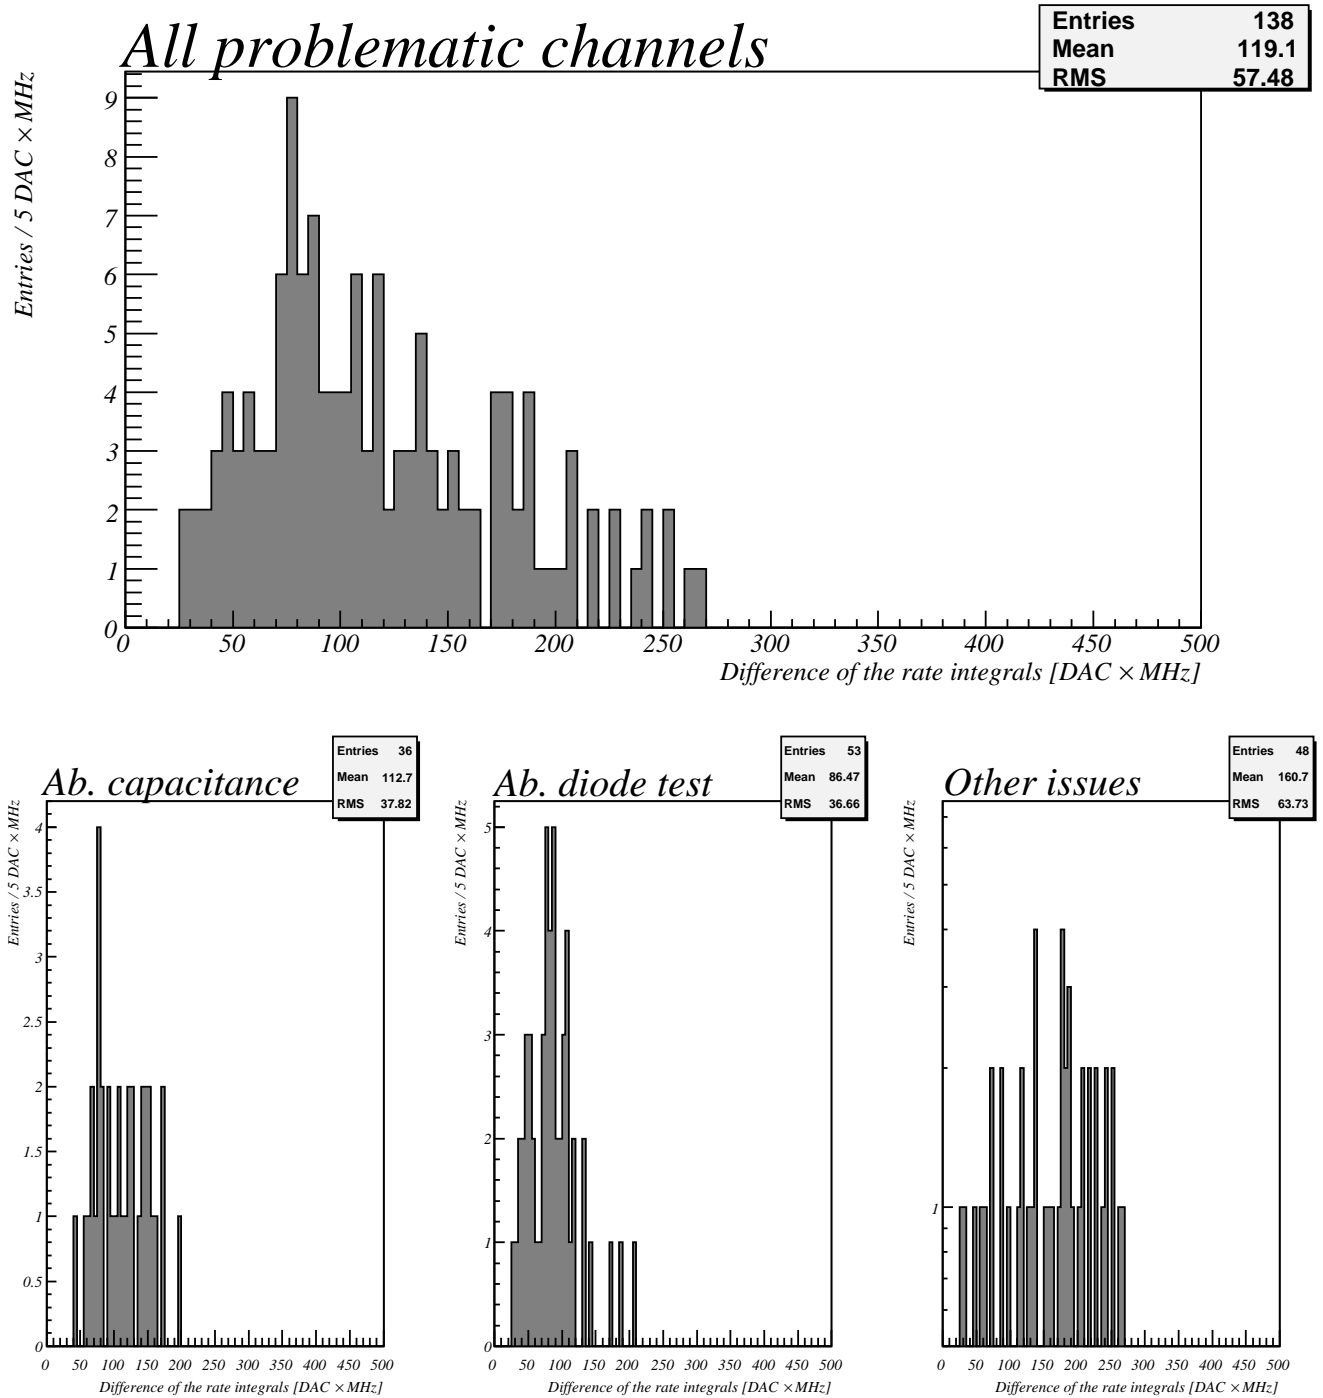 All problematic channels
Entries 138
Mean 119.1
RMS 57.48
Entries / 5 DAC × MHz
9
8
7
6
5
4
3
2
1
0
0 50 100 150 200 250 300 350 400 450 500
Difference of the rate integrals [DAC × MHz]
Ab. capacitance
Entries 36
Mean 112.7
RMS 37.82
Entries / 5 DAC × MHz
4
3.5
3
2.5
2
1.5
1
0.5
0
0 50 100 150 200 250 300 350 400 450 500
Difference of the rate integrals [DAC × MHz]
Ab. diode test
Entries 53
Mean 86.47
RMS 36.66
Entries / 5 DAC × MHz
5
4
3
2
1
0
0 50 100 150 200 250 300 350 400 450 500
Difference of the rate integrals [DAC × MHz]
Other issues
Entries 48
Mean 160.7
RMS 63.73
Entries / 5 DAC × MHz
1
0 50 100 150 200 250 300 350 400 450 500
Difference of the rate integrals [DAC × MHz]